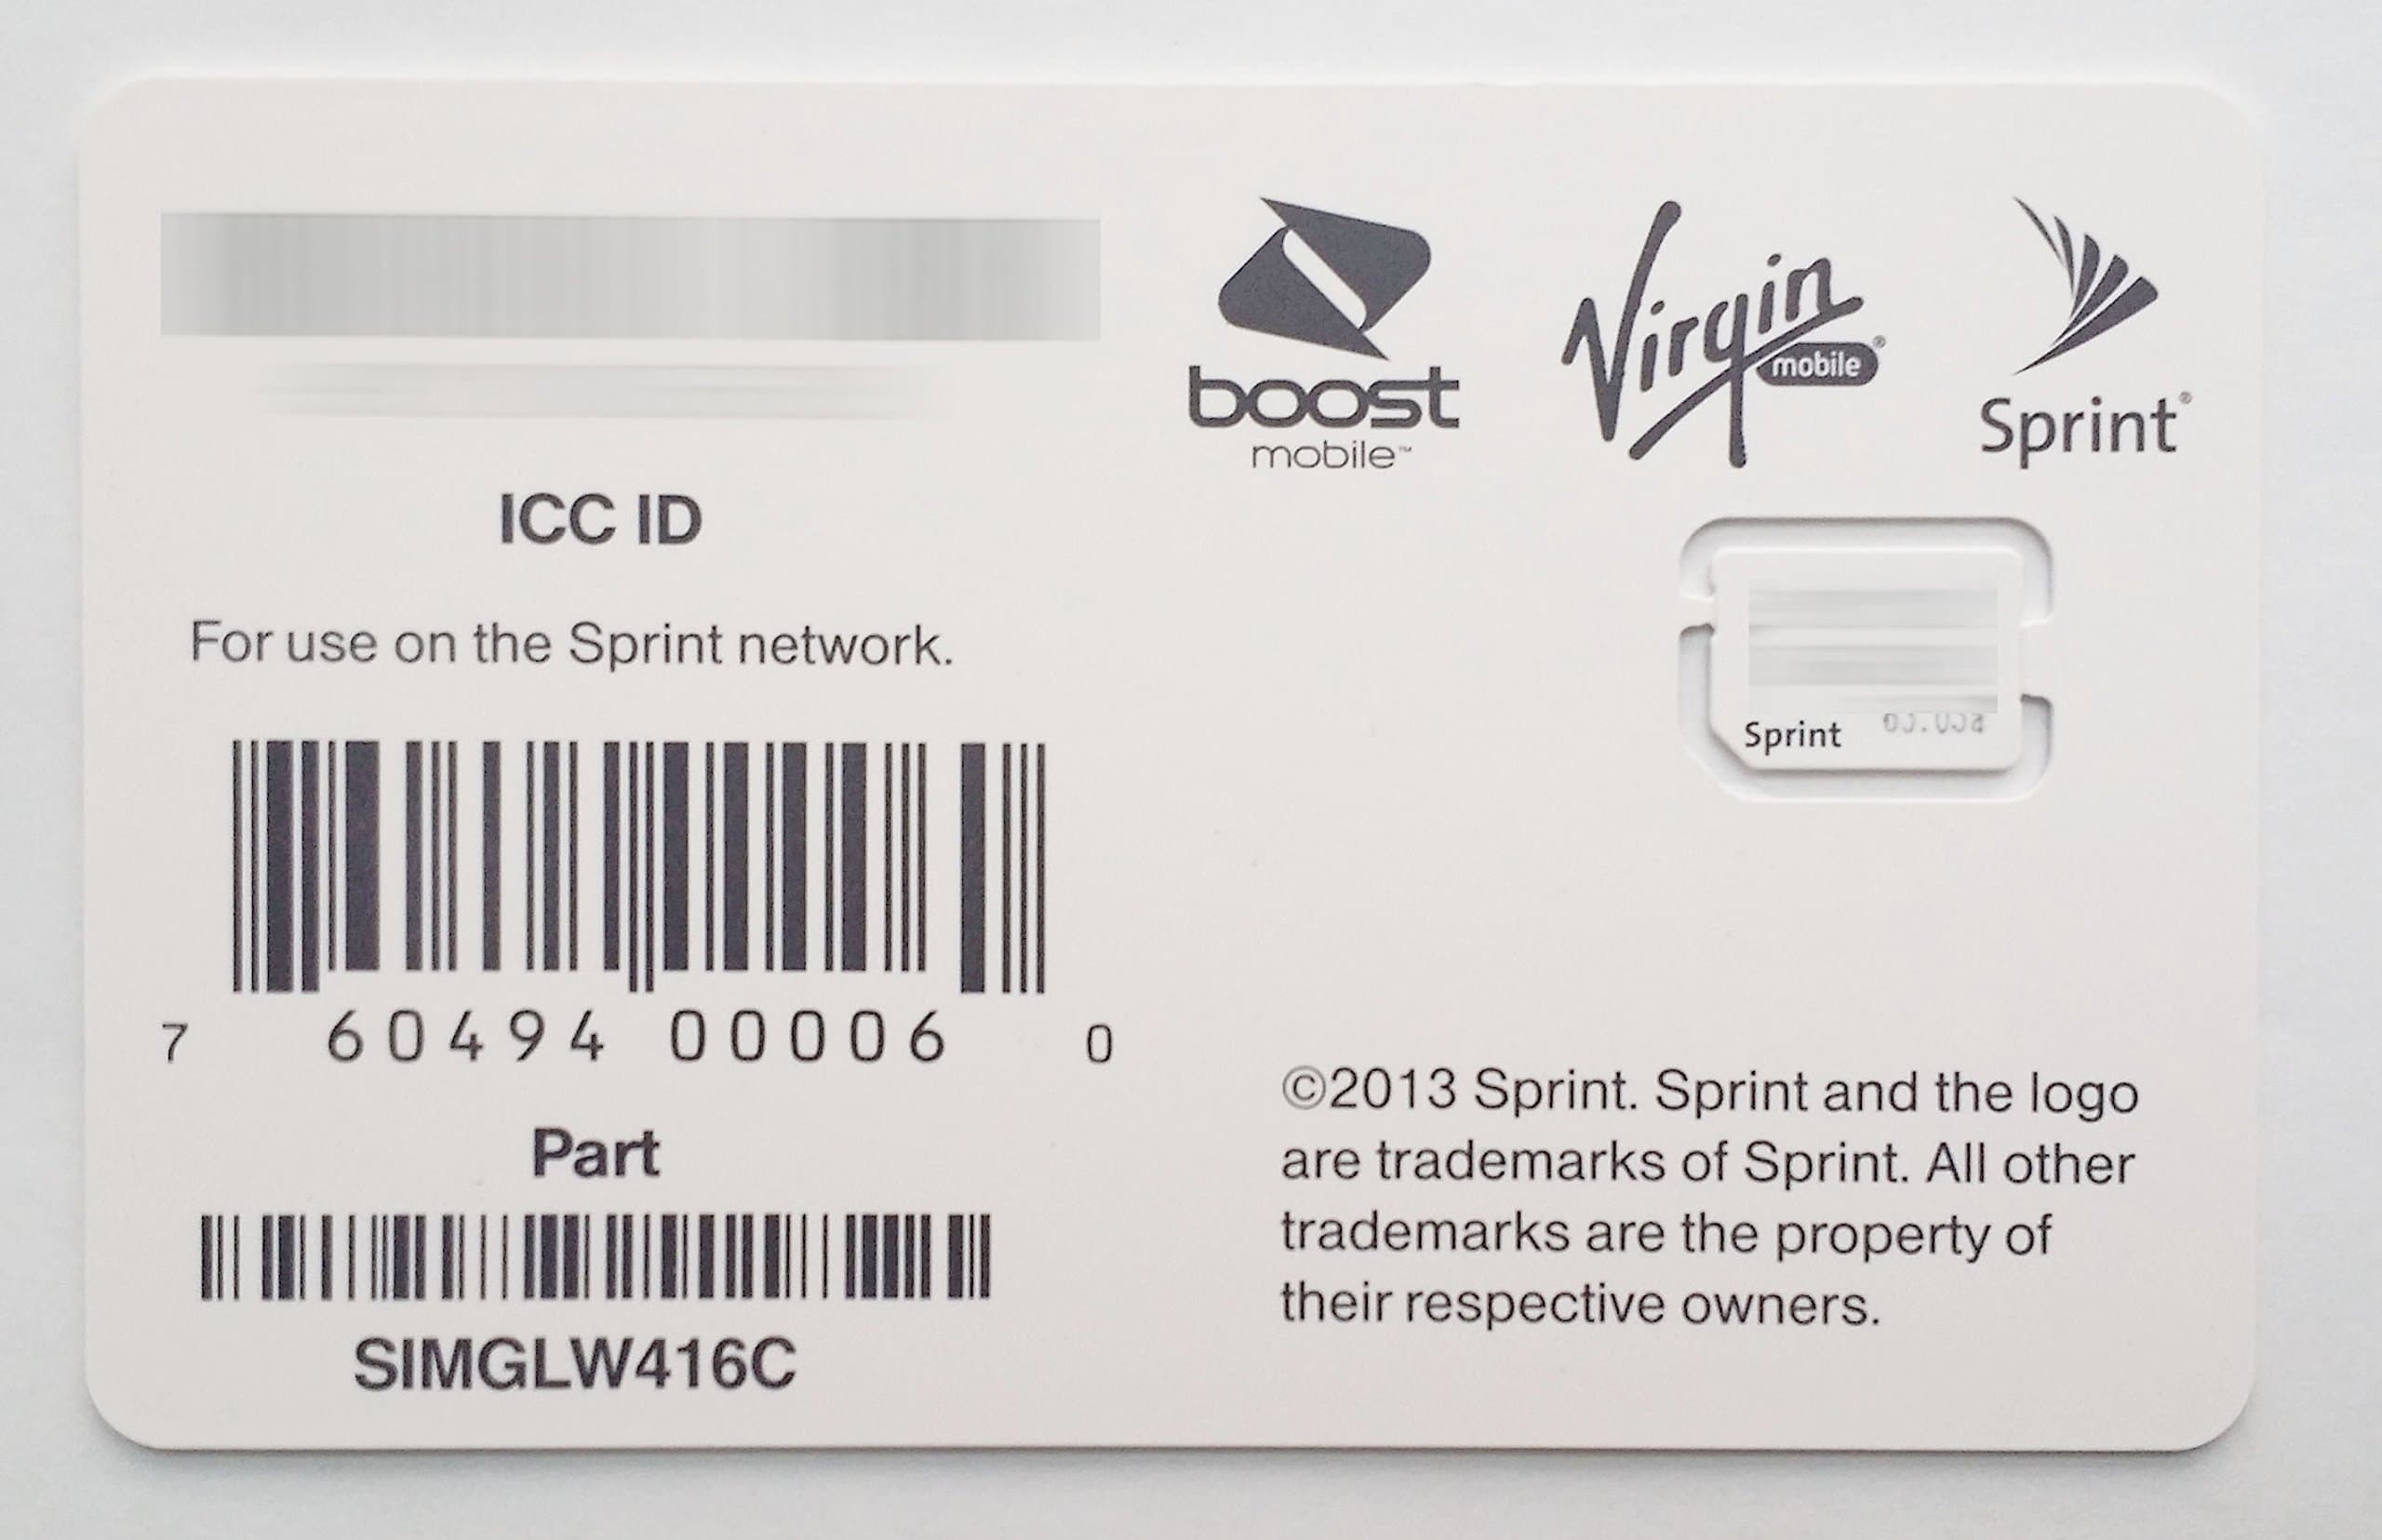 boost
mobile™
Virgin
mobile®
Sprint®
ICC ID
For use on the Sprint network.
Sprint
7 60494 00006 0
Part
SIMGLW416C
©2013 Sprint. Sprint and the logo
are trademarks of Sprint. All other
trademarks are the property of
their respective owners.